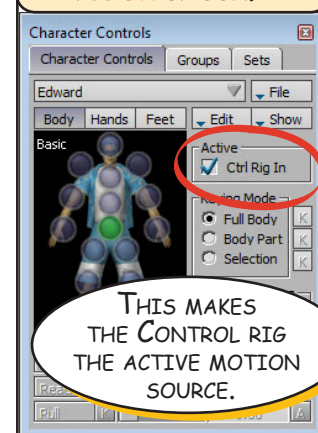 Character Controls
Character Controls Groups Sets
Edward File
Body Hands Feet Edit Show
Basic
Active
Ctrl Rig In
Keying Mode
Full Body K
Body Part K
Selection K
THIS MAKES
THE CONTROL RIG
THE ACTIVE MOTION
SOURCE.
Pull K A